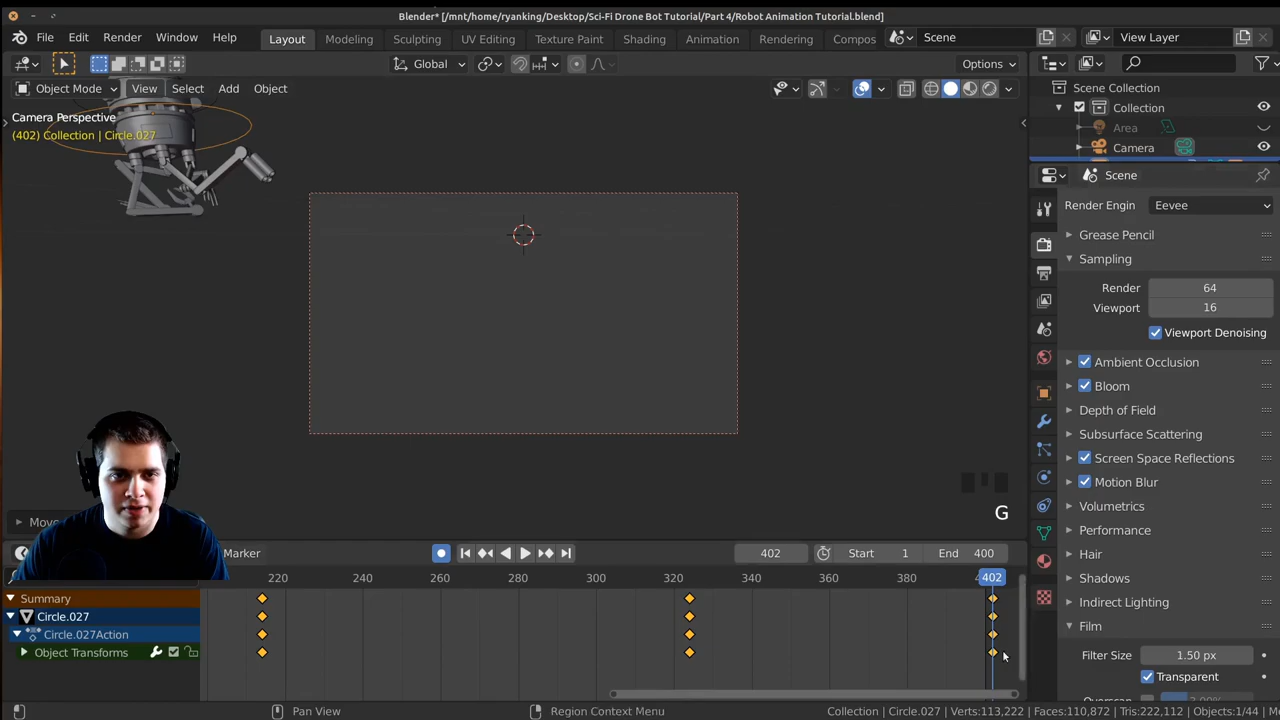 Blender* [/mnt/home/ryanking/Desktop/Sci-Fi Drone Bot Tutorial/Part 4/Robot Animation Tutorial.blend]
File Edit Render Window Help Layout Modeling Sculpting UV Editing Texture Paint Shading Animation Rendering Compos Scene View Layer
Global Options
Object Mode View Select Add Object
Camera Perspective
(402) Collection | Circle.027
Scene Collection
Collection
Area
Camera
Scene
Render Engin Eevee
Grease Pencil
Sampling
Render 64
Viewport 16
Viewport Denoising
Ambient Occlusion
Bloom
Depth of Field
Subsurface Scattering
Screen Space Reflections
Motion Blur
Volumetrics
Performance
Hair
Shadows
Indirect Lighting
Film
Filter Size 1.50 px
Transparent
G
Mov
Marker 402 Start 1 End 400
220 240 260 280 300 320 340 360 380 402
Summary
Circle.027
Circle.027Action
Object Transforms
Pan View Region Context Menu Collection | Circle.027 | Verts:113,222 | Faces:110,872 | Tris:222,112 | Objects:1/44 | Mem